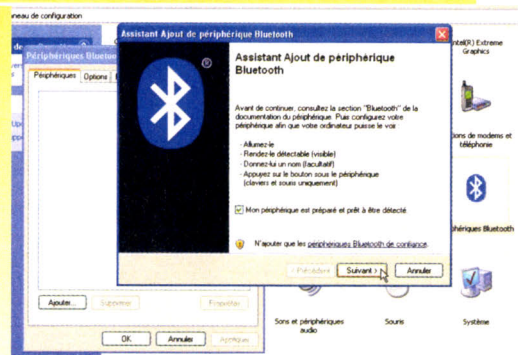 nneau de configuration
Assistant Ajout de périphérique Bluetooth
Périphériques Bluetoo
Périphériques
Options
Assistant Ajout de périphérique
Bluetooth
Avant de continuer, consultez la section "Bluetooth" de la
documentation du périphérique. Puis configurez votre
périphérique afin que votre ordinateur puisse le voir
- Allumez-le
- Rendez-le détectable (visible)
- Donnez-lui un nom (facultatif)
- Appuyez sur le bouton sous le périphérique
(claviers et souris uniquement)
Mon périphérique est préparé et prêt à être détecté
N'ajouter que les périphériques Bluetooth de confiance.
< Précédent
Suivant >
Annuler
ntel(R) Extreme
Graphics
ions de modems et
téléphonie
phériques Bluetooth
Ajouter...
Supprimer
Propriétés
OK
Annuler
Appliquer
Sons et périphériques
audio
Souris
Système